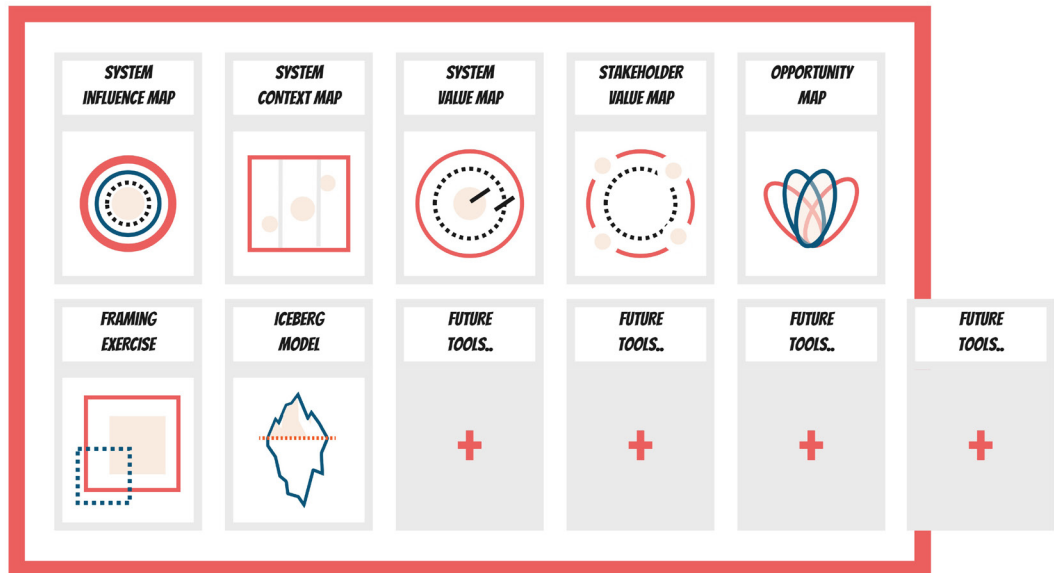 SYSTEM
INFLUENCE MAP
SYSTEM
CONTEXT MAP
SYSTEM
VALUE MAP
STAKEHOLDER
VALUE MAP
OPPORTUNITY
MAP
FRAMING
EXERCISE
ICEBERG
MODEL
FUTURE
TOOLS..
FUTURE
TOOLS..
FUTURE
TOOLS..
FUTURE
TOOLS..